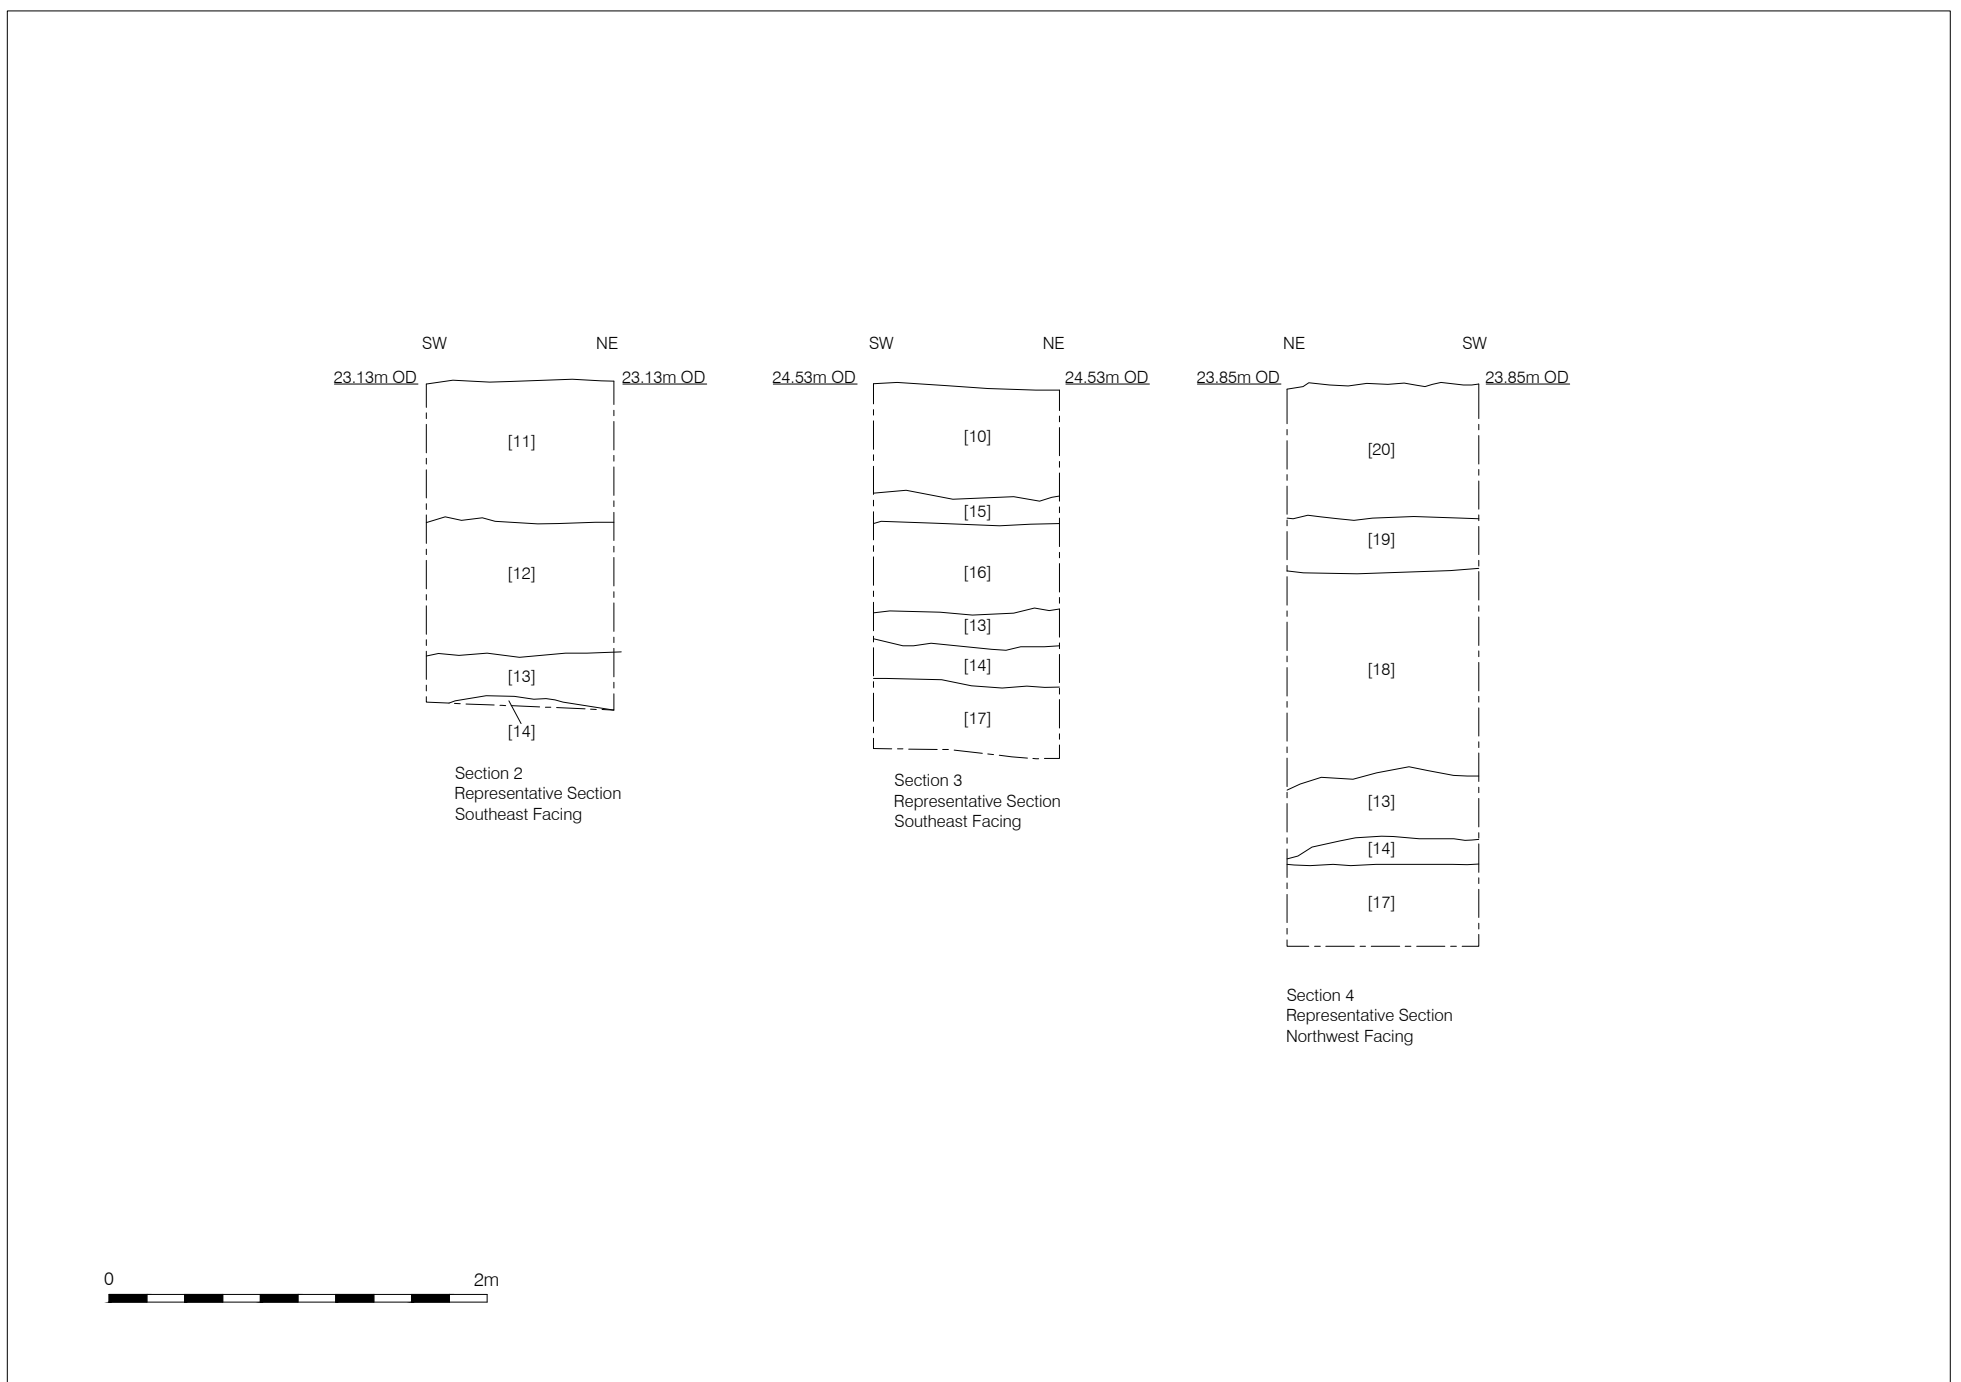 SW NE
23.13m OD 23.13m OD
[11]
[12]
[13]
[14]
Section 2
Representative Section
Southeast Facing
SW NE
24.53m OD 24.53m OD
[10]
[15]
[16]
[13]
[14]
[17]
Section 3
Representative Section
Southeast Facing
NE SW
23.85m OD 23.85m OD
[20]
[19]
[18]
[13]
[14]
[17]
Section 4
Representative Section
Northwest Facing
0 2m